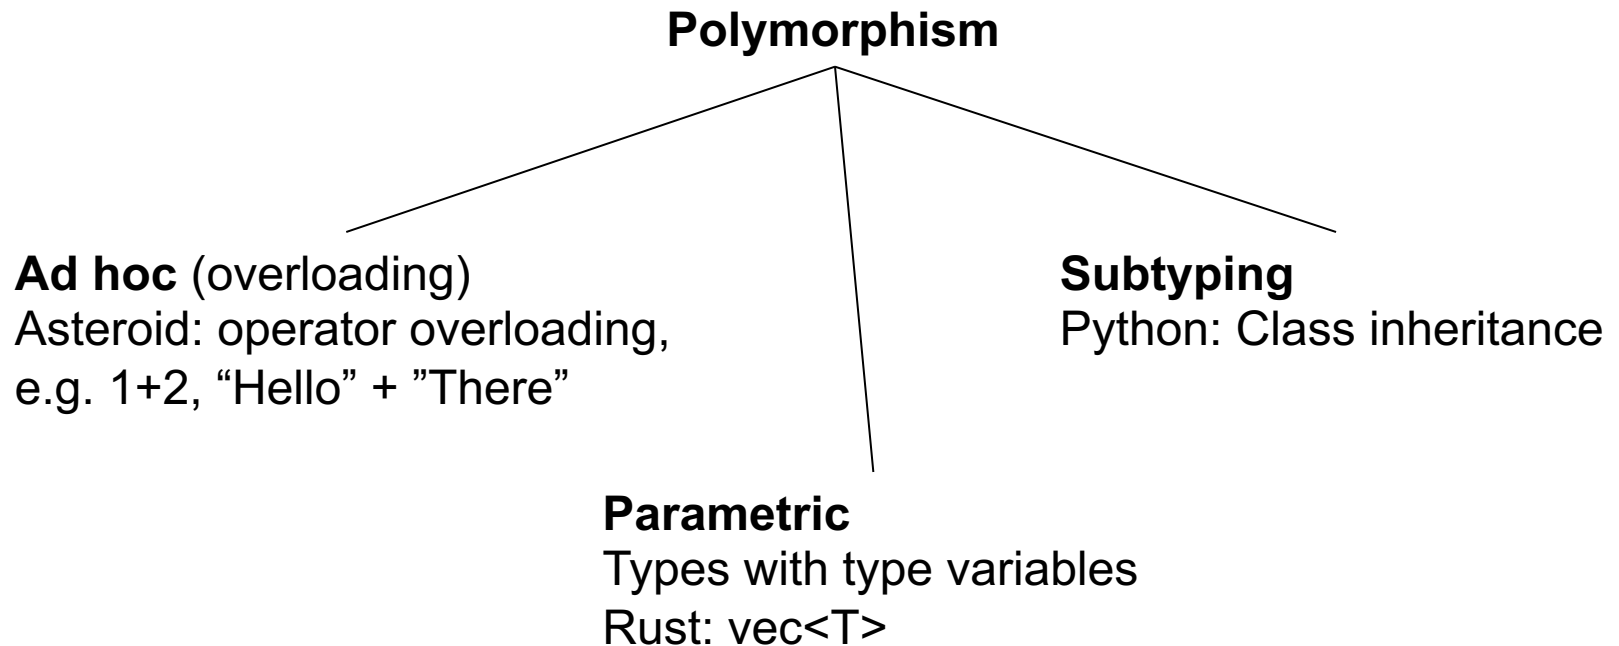 Polymorphism
Ad hoc (overloading)
Asteroid: operator overloading,
e.g. 1+2, “Hello” + ”There”
Subtyping
Python: Class inheritance
Parametric
Types with type variables
Rust: vec<T>